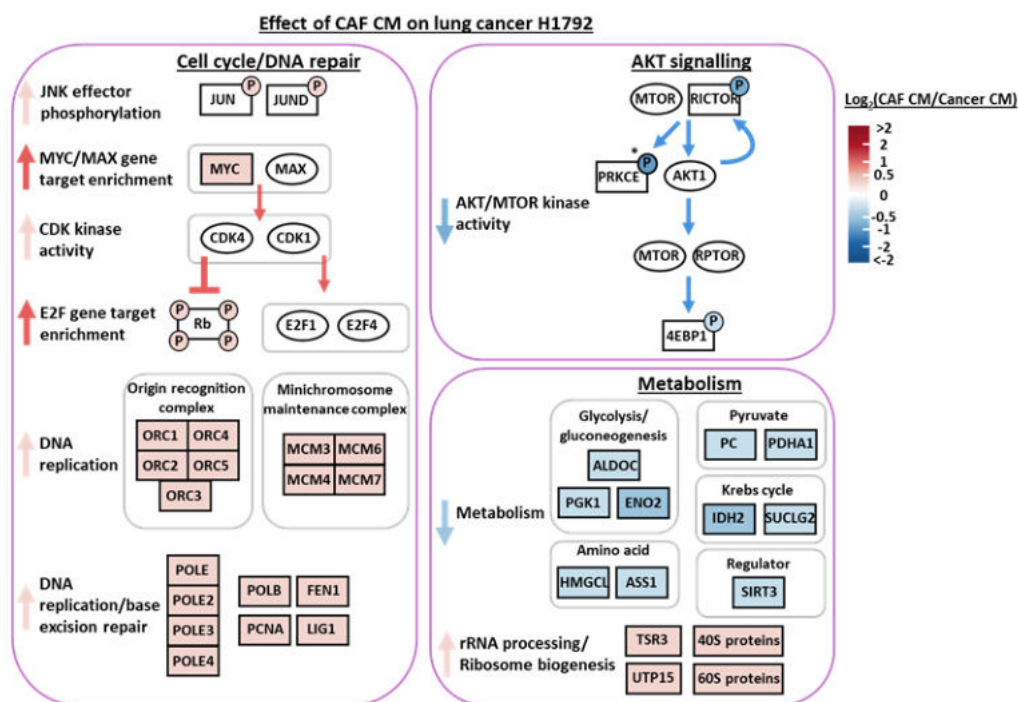 Effect of CAF CM on lung cancer H1792
Cell cycle/DNA repair
JNK effector
phosphorylation
JUN
P
JUND
P
MYC/MAX gene
target enrichment
MYC
MAX
CDK kinase
activity
CDK4
CDK1
E2F gene target
enrichment
P
P
Rb
P
P
E2F1
E2F4
DNA
replication
Origin recognition
complex
ORC1
ORC4
ORC2
ORC5
ORC3
Minichromosome
maintenance complex
MCM3
MCM6
MCM4
MCM7
DNA
replication/base
excision repair
POLE
POLE2
POLE3
POLE4
POLB
FEN1
PCNA
LIG1
AKT signalling
MTOR
RICTOR
P
*
PRKCE
P
AKT1
AKT/MTOR kinase
activity
MTOR
RPTOR
4EBP1
P
Metabolism
Metabolism
Glycolysis/
gluconeogenesis
ALDOC
PGK1
ENO2
Pyruvate
PC
PDHA1
Krebs cycle
IDH2
SUCLG2
Amino acid
HMGCL
ASS1
Regulator
SIRT3
rRNA processing/
Ribosome biogenesis
TSR3
40S proteins
UTP15
60S proteins
Log2(CAF CM/Cancer CM)
>2
2
1
0.5
0
-0.5
-1
-2
<-2